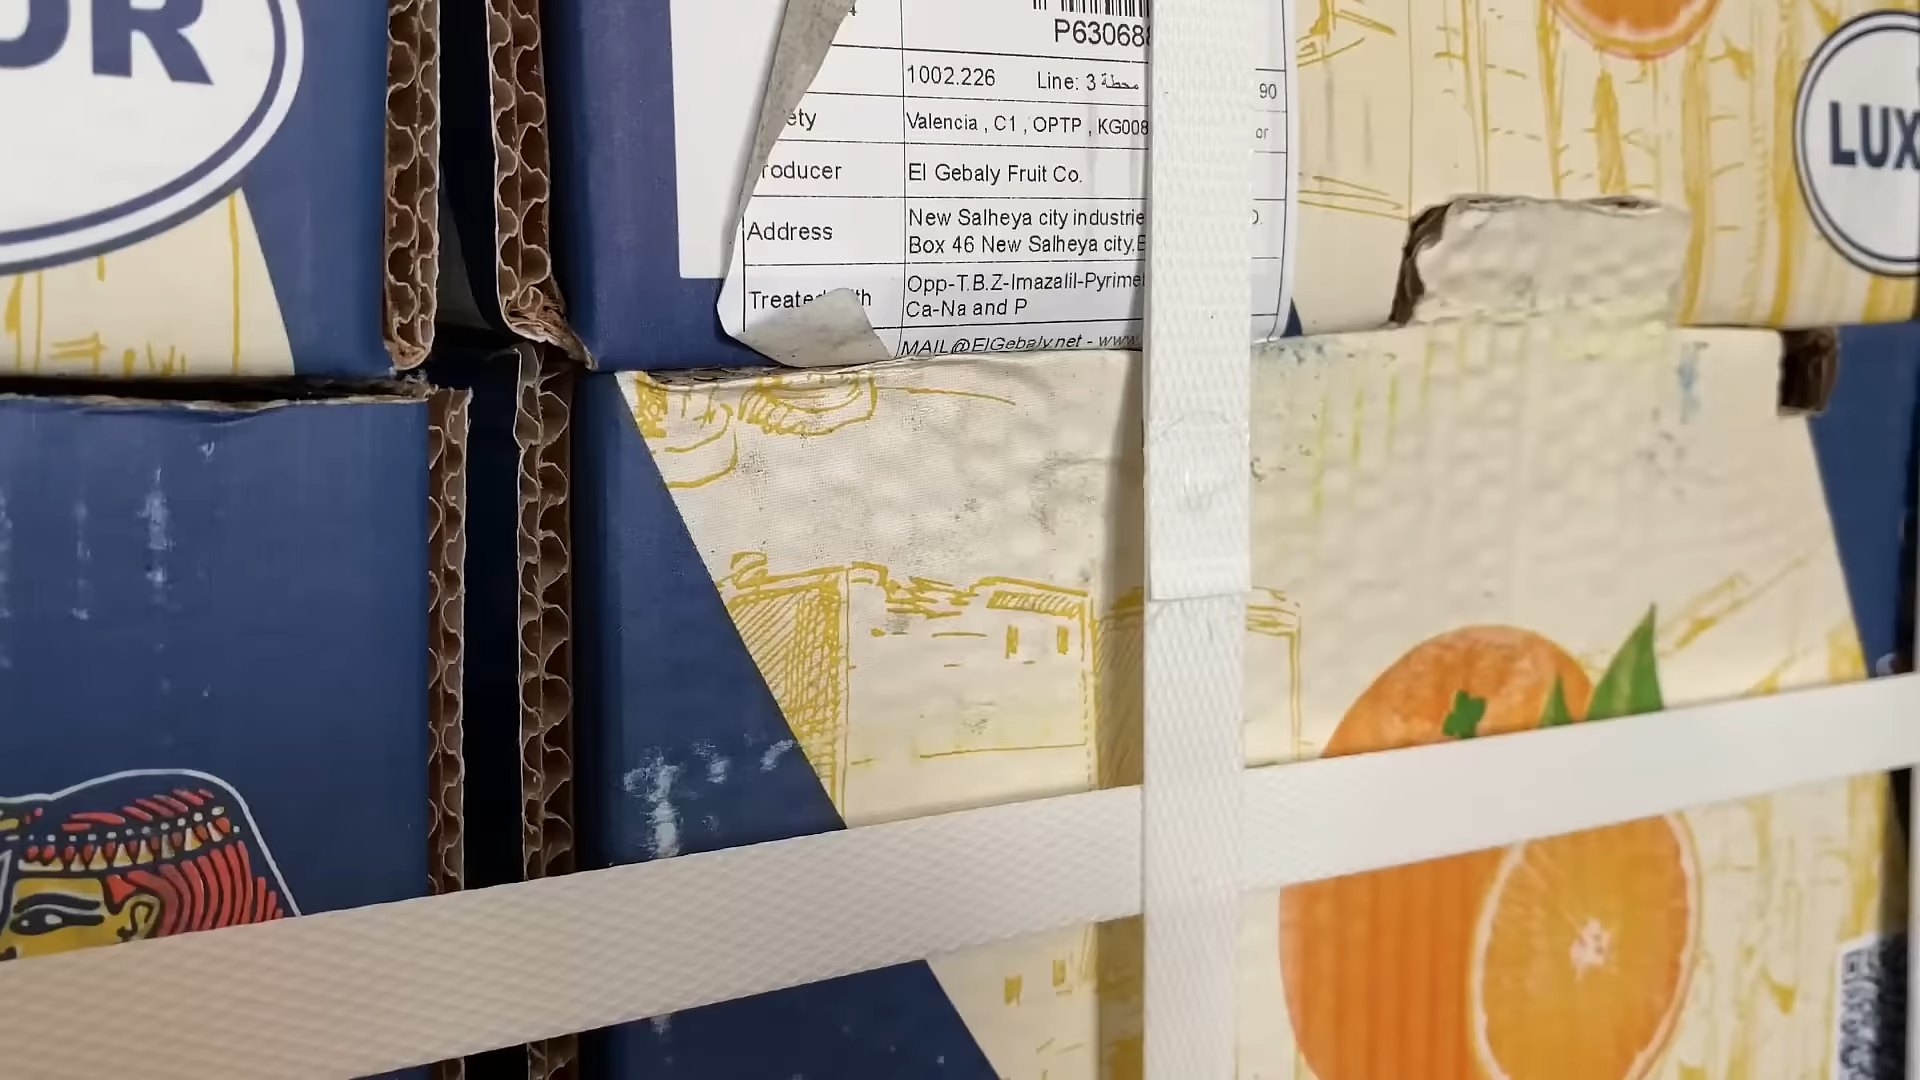 P63068
1002.226 Line: 3 محطة
90
Valencia , C1 , OPTP , KG008
or
roducer El Gebaly Fruit Co.
Address New Salheya city industrie
Box 46 New Salheya city,E
Treated th Opp-T.B.Z-Imazalil-Pyrime
Ca-Na and P
MAIL@ElGebaly.net - www.
LUX